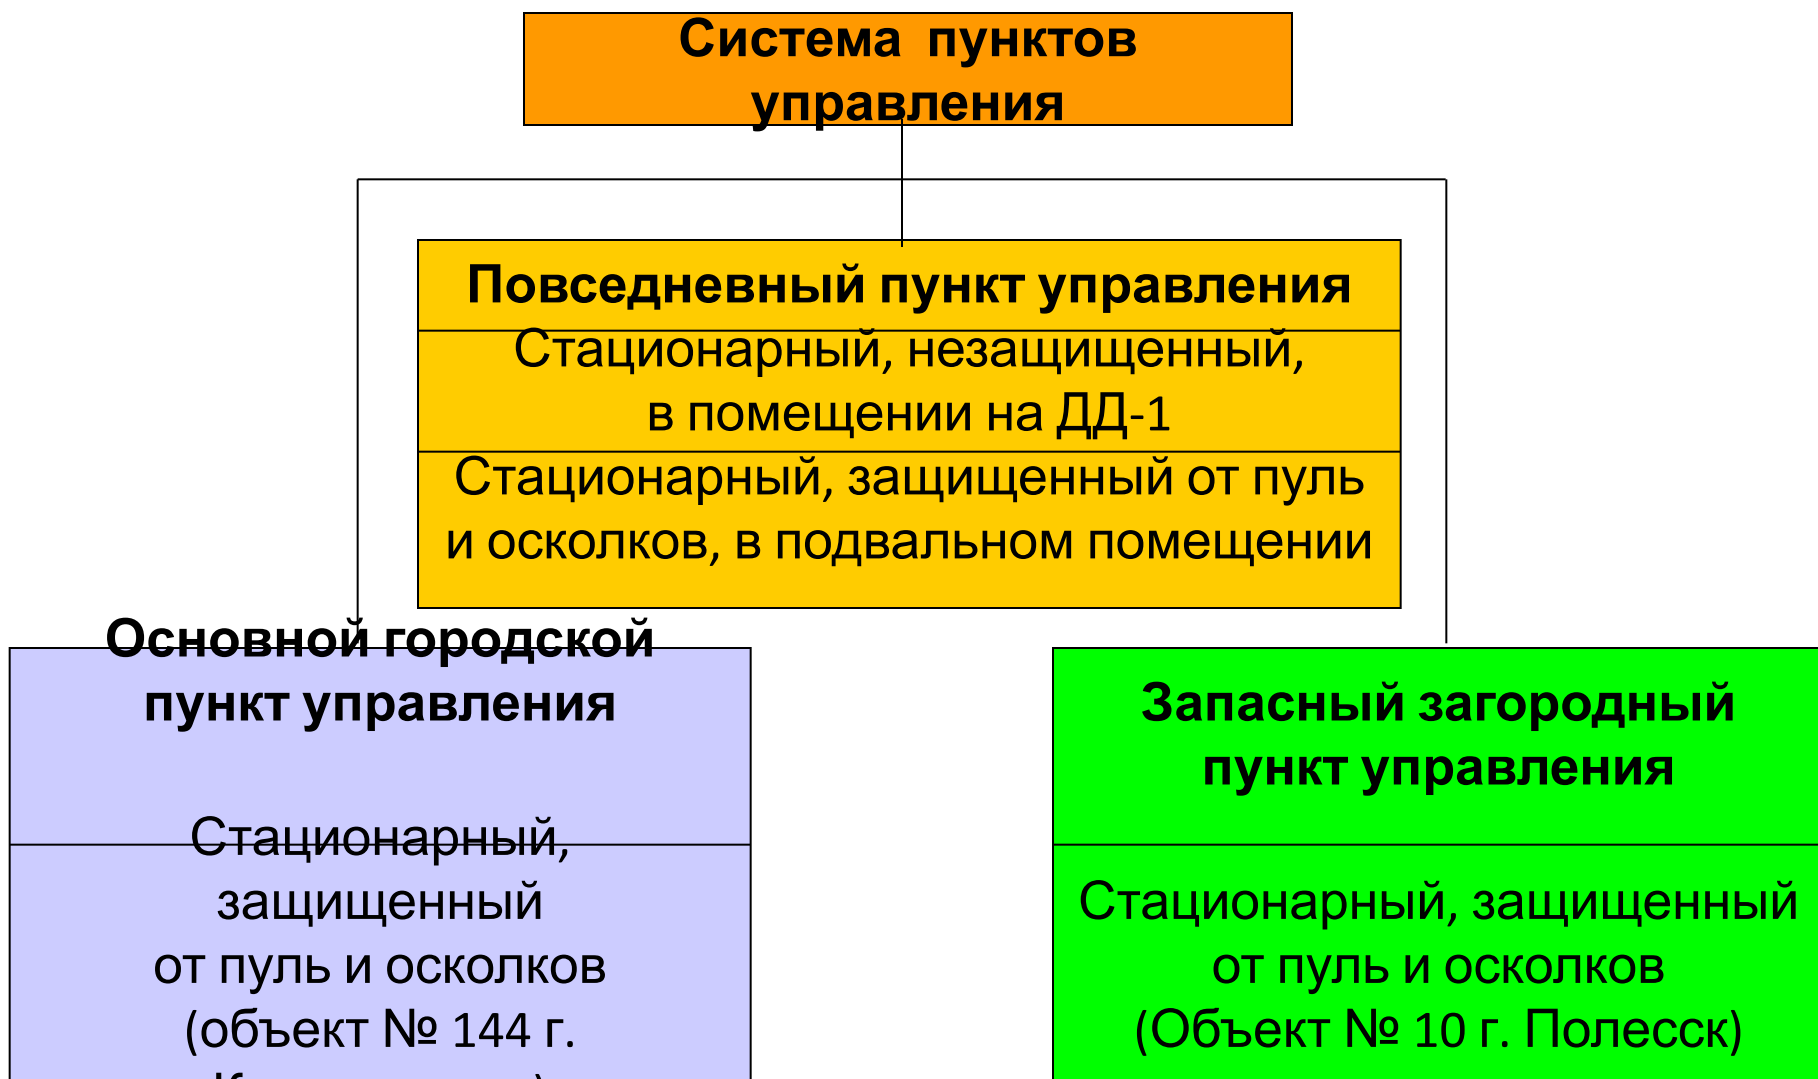 Система пунктов
управления
Повседневный пункт управления
Стационарный, незащищенный,
в помещении на ДД-1
Стационарный, защищенный от пуль
и осколков, в подвальном помещении
Основной городской
пункт управления
Стационарный,
защищенный
от пуль и осколков
(объект № 144 г.
Запасный загородный
пункт управления
Стационарный, защищенный
от пуль и осколков
(Объект № 10 г. Полесск)